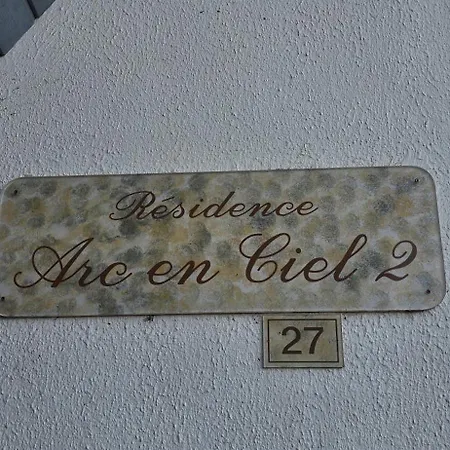 Résidence
Arc en Ciel 2
27